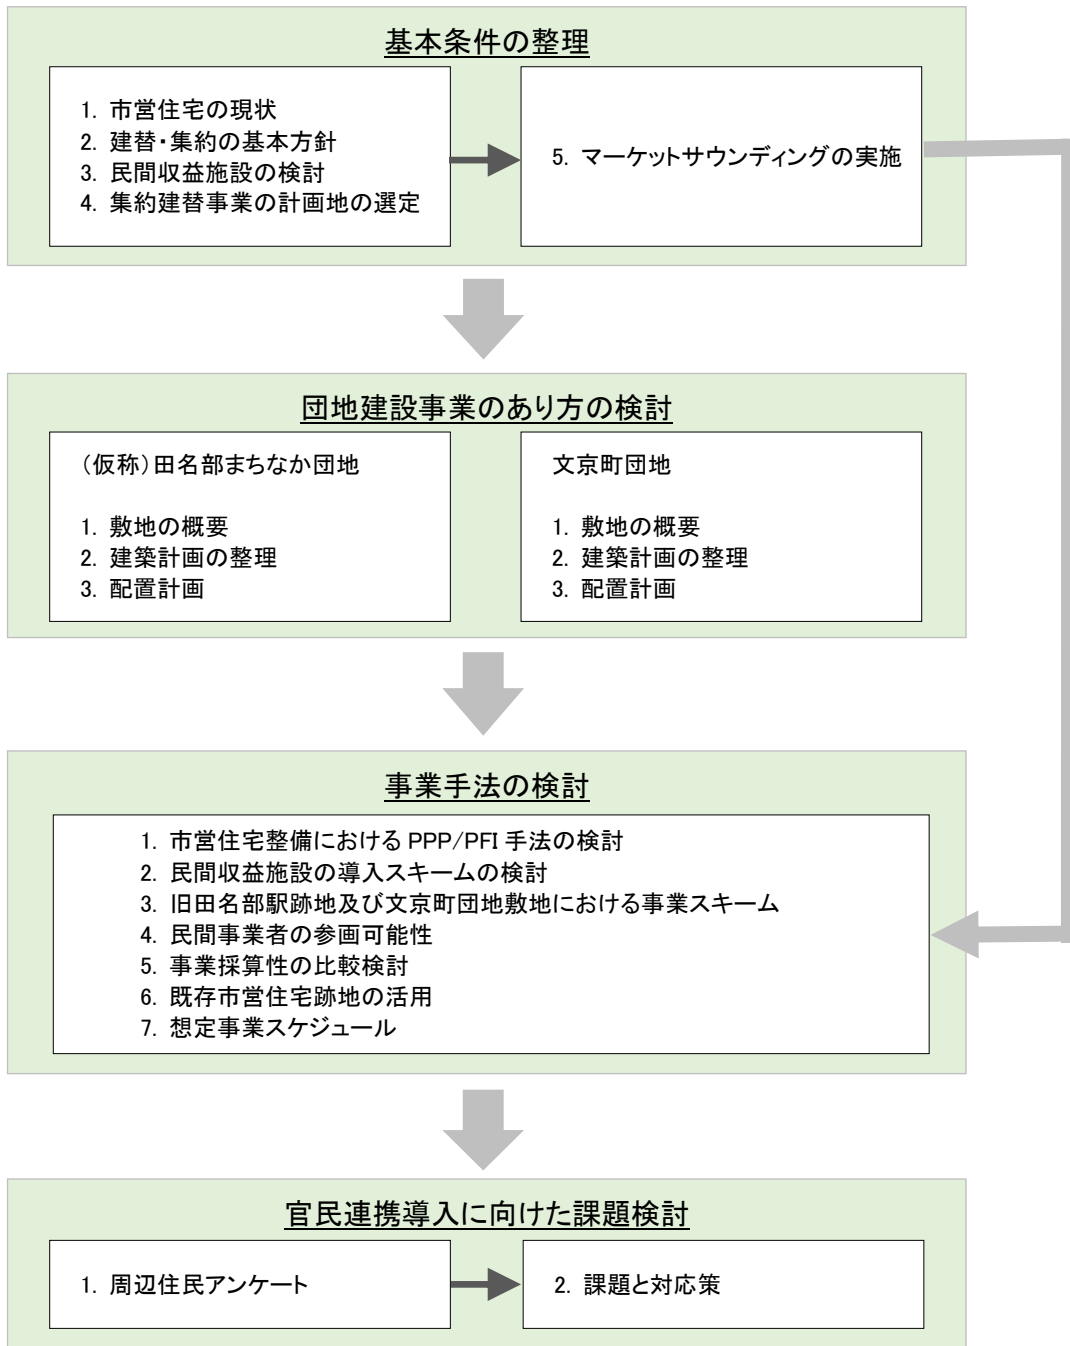 基本条件の整理
1. 市営住宅の現状
2. 建替・集約の基本方針
3. 民間収益施設の検討
4. 集約建替事業の計画地の選定
5. マーケットサウンディングの実施
団地建設事業のあり方の検討
（仮称）田名部まちなか団地
1. 敷地の概要
2. 建築計画の整理
3. 配置計画
文京町団地
1. 敷地の概要
2. 建築計画の整理
3. 配置計画
事業手法の検討
1. 市営住宅整備における PPP/PFI 手法の検討
2. 民間収益施設の導入スキームの検討
3. 旧田名部駅跡地及び文京町団地敷地における事業スキーム
4. 民間事業者の参画可能性
5. 事業採算性の比較検討
6. 既存市営住宅跡地の活用
7. 想定事業スケジュール
官民連携導入に向けた課題検討
1. 周辺住民アンケート
2. 課題と対応策